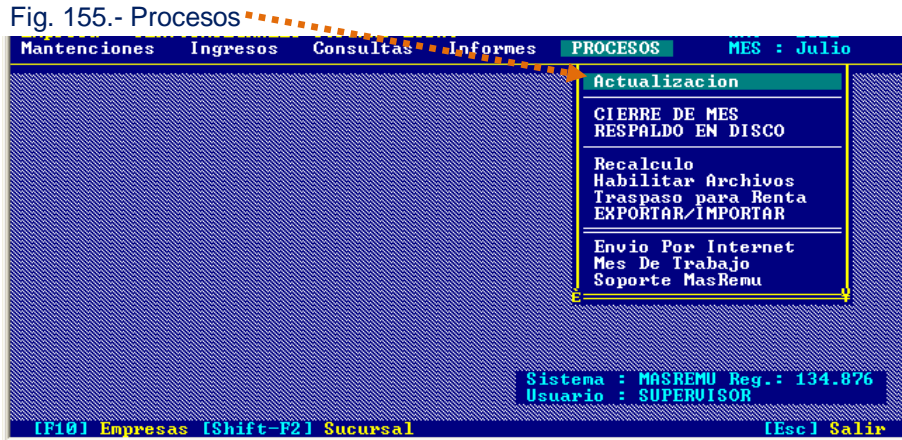 Fig. 155.- Procesos
Mantenciones Ingresos Consultas Informes PROCESOS MES : Julio
Actualizacion
CIERRE DE MES
RESPALDO EN DISCO
Recalculo
Habilitar Archivos
Traspaso para Renta
EXPORTAR/IMPORTAR
Envio Por Internet
Mes De Trabajo
Soporte MasRemu
Sistema : MASREMU Reg.: 134.876
Usuario : SUPERVISOR
[F10] Empresas [Shift-F2] Sucursal [Esc] Salir